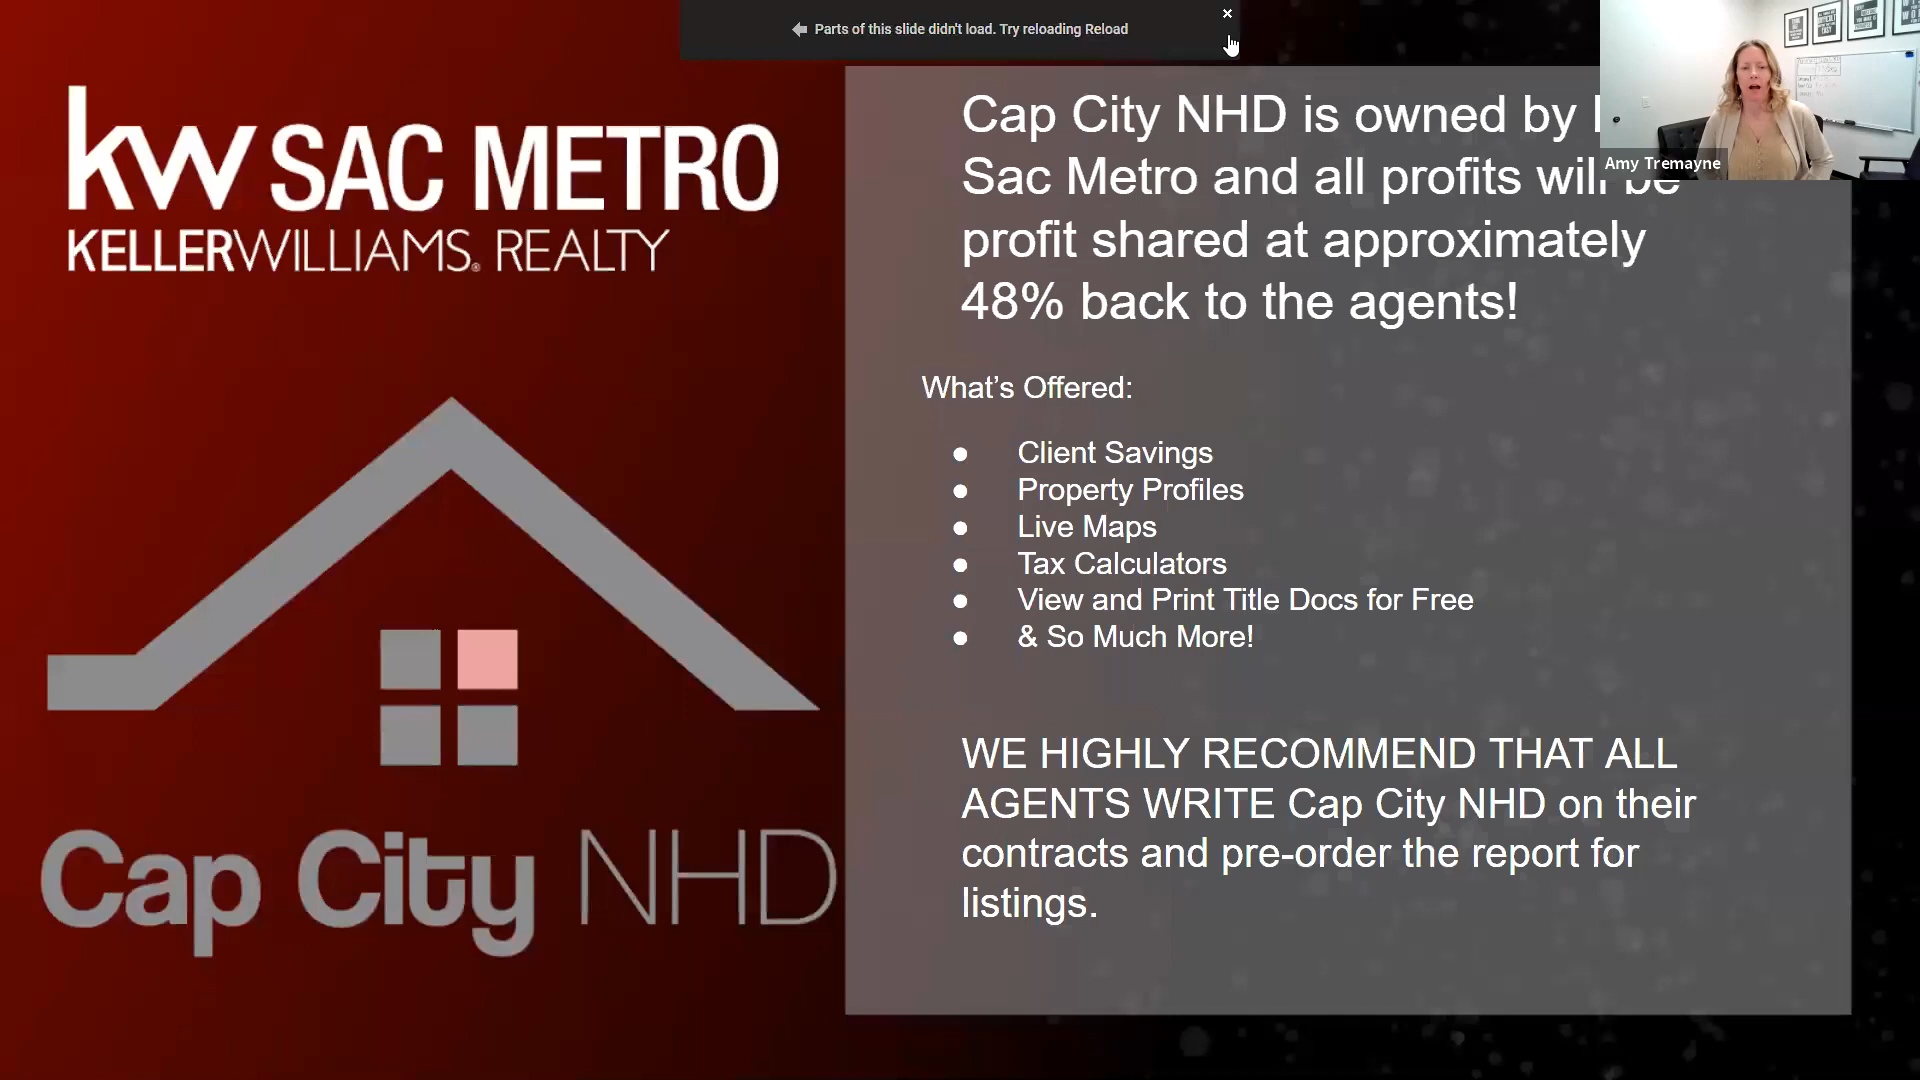 Parts of this slide didn't load. Try reloading Reload
kw SAC METRO
KELLERWILLIAMS. REALTY
Cap City NHD
Cap City NHD is owned by
Sac Metro and all profits will be
profit shared at approximately
48% back to the agents!
What's Offered:
● Client Savings
● Property Profiles
● Live Maps
● Tax Calculators
● View and Print Title Docs for Free
● & So Much More!
WE HIGHLY RECOMMEND THAT ALL
AGENTS WRITE Cap City NHD on their
contracts and pre-order the report for
listings.
Amy Tremayne